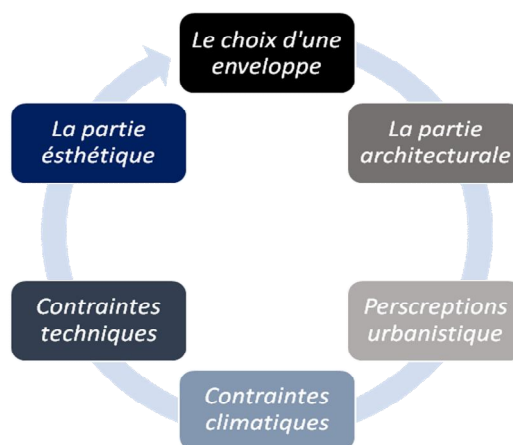 Le choix d'une
enveloppe
La partie
architecturale
Perscreptions
urbanistique
Contraintes
climatiques
Contraintes
techniques
La partie
ésthétique